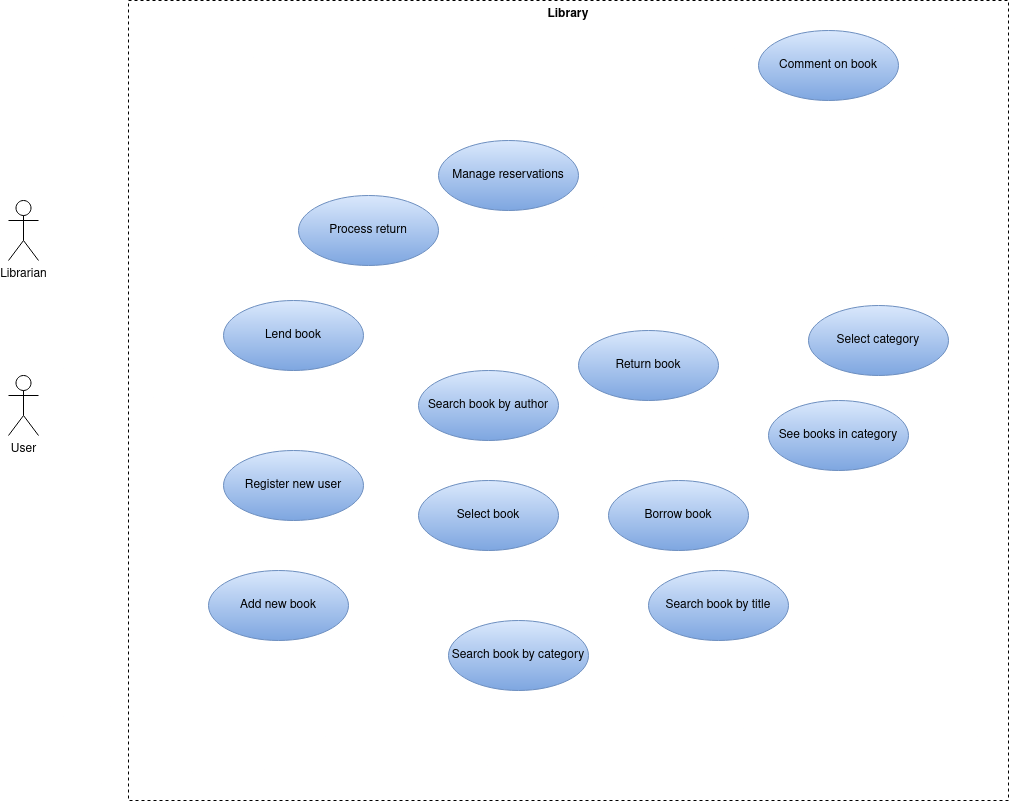 Library
Comment on book
Manage reservations
Process return
Librarian
Lend book
Select category
Return book
Search book by author
See books in category
User
Register new user
Select book
Borrow book
Add new book
Search book by title
Search book by category